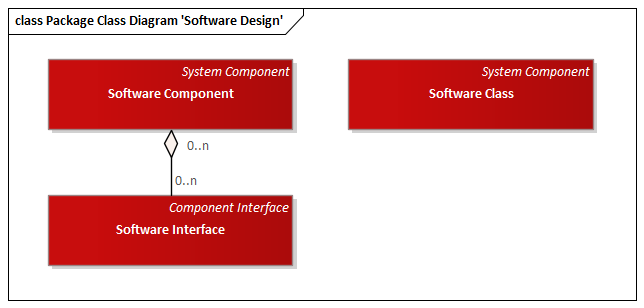 class Package Class Diagram 'Software Design'
System Component
Software Component
System Component
Software Class
0..n
0..n
Component Interface
Software Interface